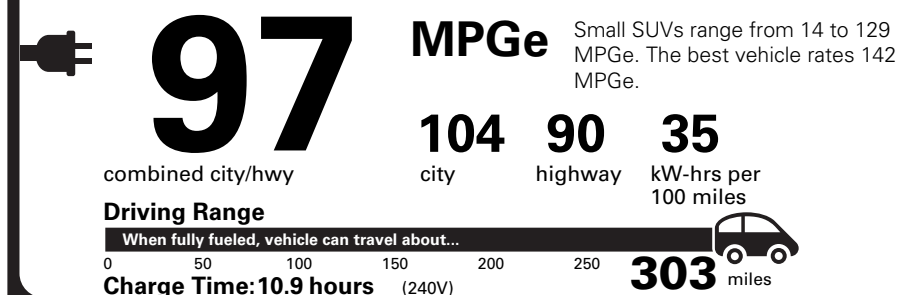 97
MPGe
Small SUVs range from 14 to 129
MPGe. The best vehicle rates 142
MPGe.
104 90 35
combined city/hwy city highway kW-hrs per
100 miles
Driving Range
When fully fueled, vehicle can travel about...
0 50 100 150 200 250 303 miles
Charge Time: 10.9 hours (240V)